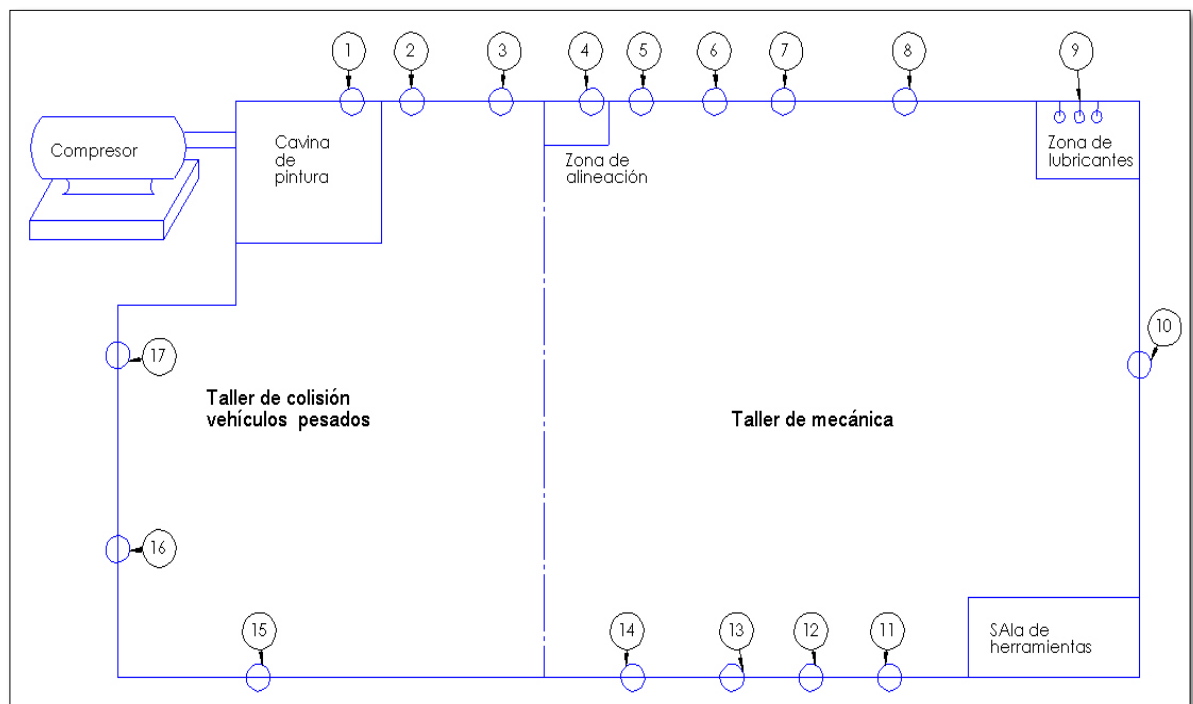 1
2
3
4
5
6
7
8
9
Compresor
Cavina
de
pintura
Zona de
alineación
Zona de
lubricantes
10
17
Taller de colisión
vehículos pesados
Taller de mecánica
16
15
14
13
12
11
SAla de
herramientas